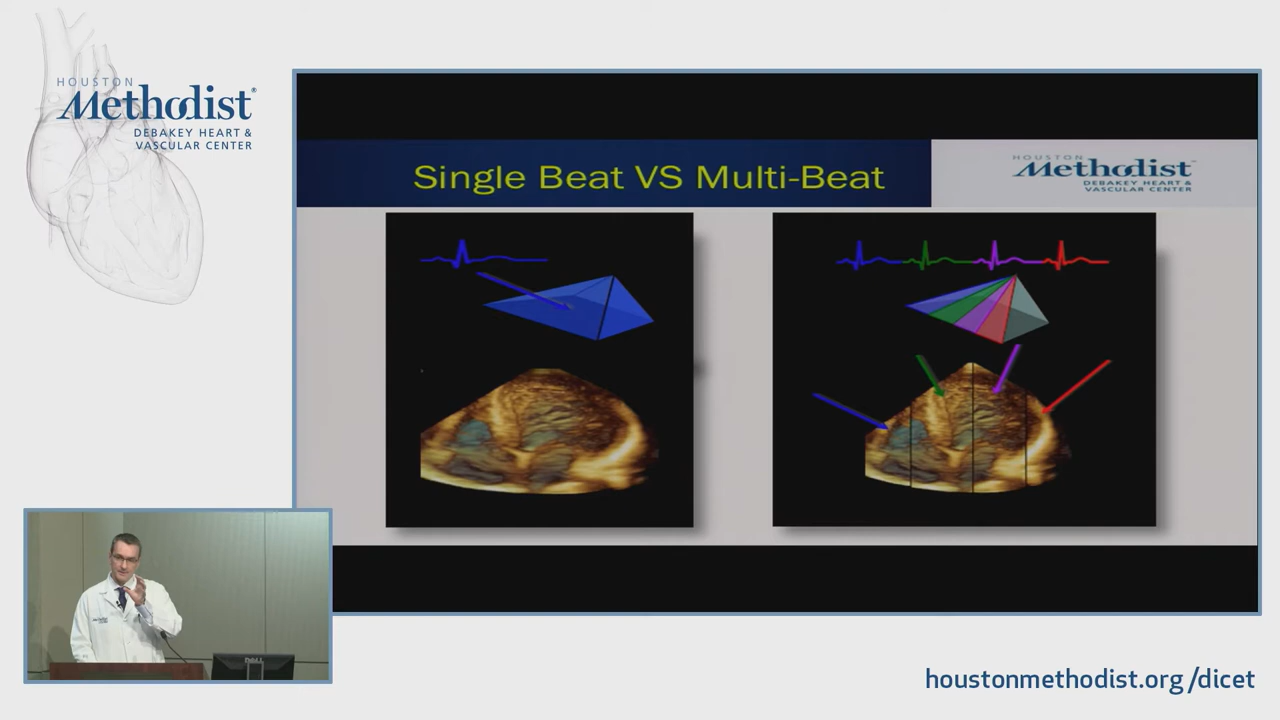 HOUSTON
Methodist®
DEBAKEY HEART &
VASCULAR CENTER
Single Beat VS Multi-Beat
HOUSTON
Methodist
DEBAKEY HEART &
VASCULAR CENTER
DELL
houstonmethodist.org/dicet